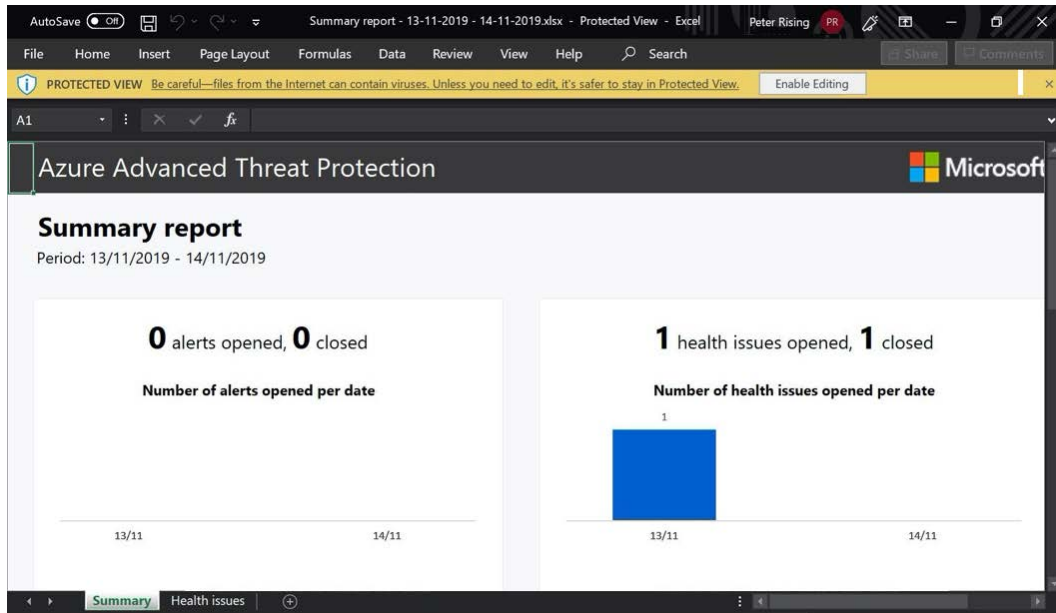 AutoSave Off Summary report - 13-11-2019 - 14-11-2019.xlsx - Protected View - Excel Peter Rising PR
File Home Insert Page Layout Formulas Data Review View Help Search Share Comments
PROTECTED VIEW Be careful—files from the Internet can contain viruses. Unless you need to edit, it's safer to stay in Protected View. Enable Editing
A1 fx
Azure Advanced Threat Protection Microsoft
Summary report
Period: 13/11/2019 - 14/11/2019
0 alerts opened, 0 closed
Number of alerts opened per date
13/11 14/11
1 health issues opened, 1 closed
Number of health issues opened per date
1
13/11 14/11
Summary Health issues